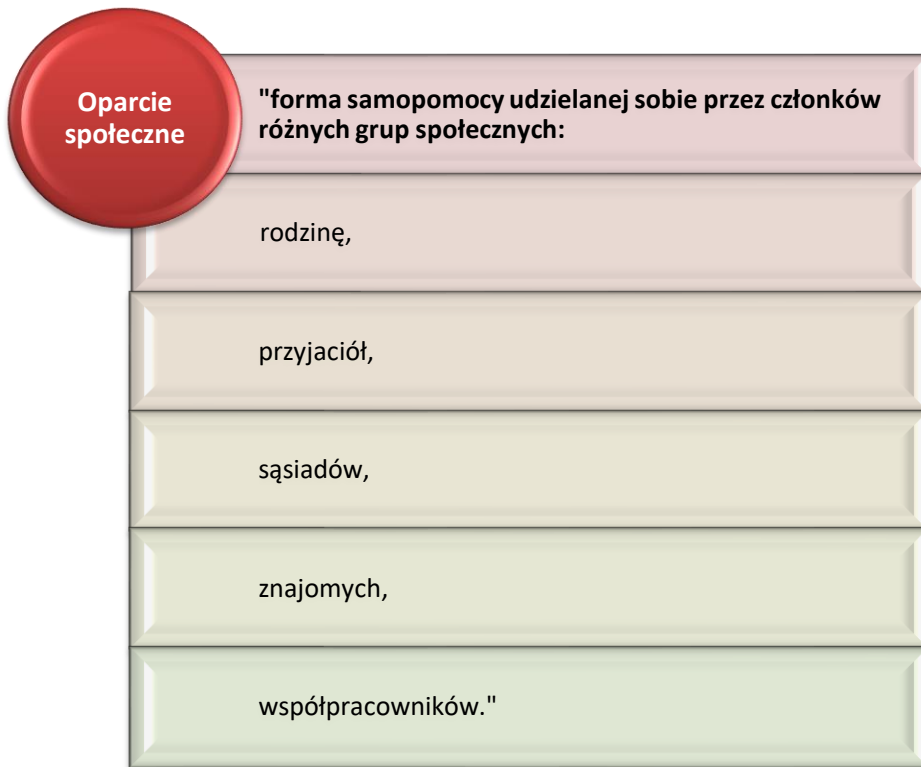 Oparcie
społeczne
"forma samopomocy udzielanej sobie przez członków
różnych grup społecznych:
rodzinę,
przyjaciół,
sąsiadów,
znajomych,
współpracowników."